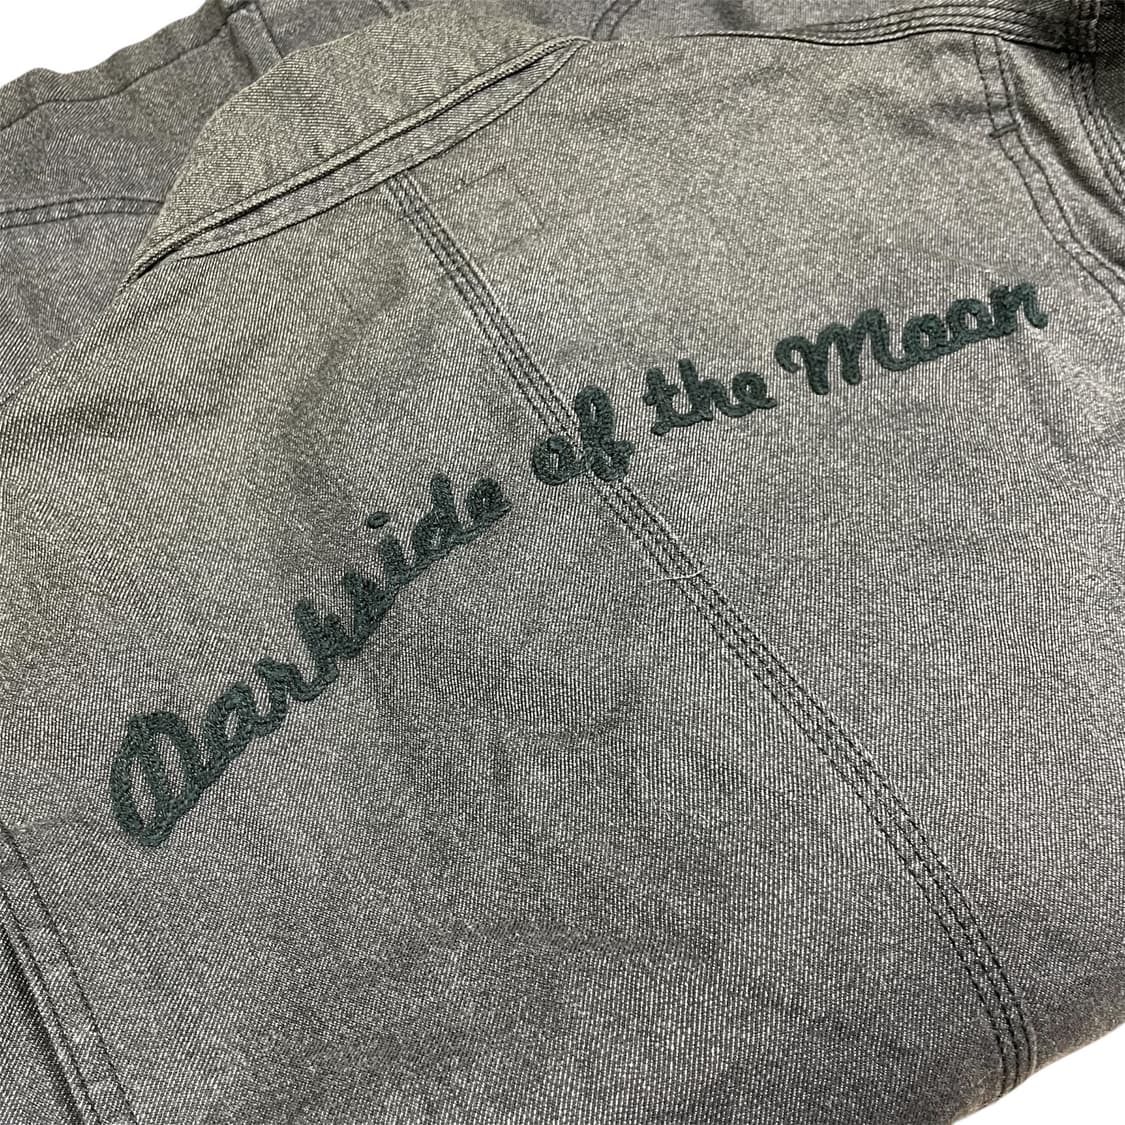 Darkside of the Moon